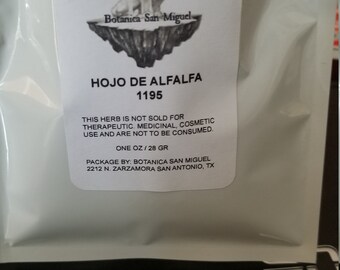 Botanica San Miguel
HOJO DE ALFALFA
1195
THIS HERB IS NOT SOLD FOR
THERAPEUTIC. MEDICINAL, COSMETIC
USE AND ARE NOT TO BE CONSUMED.
ONE OZ / 28 GR
PACKAGE BY: BOTANICA SAN MIGUEL
2212 N. ZARZAMORA SAN ANTONIO, TX